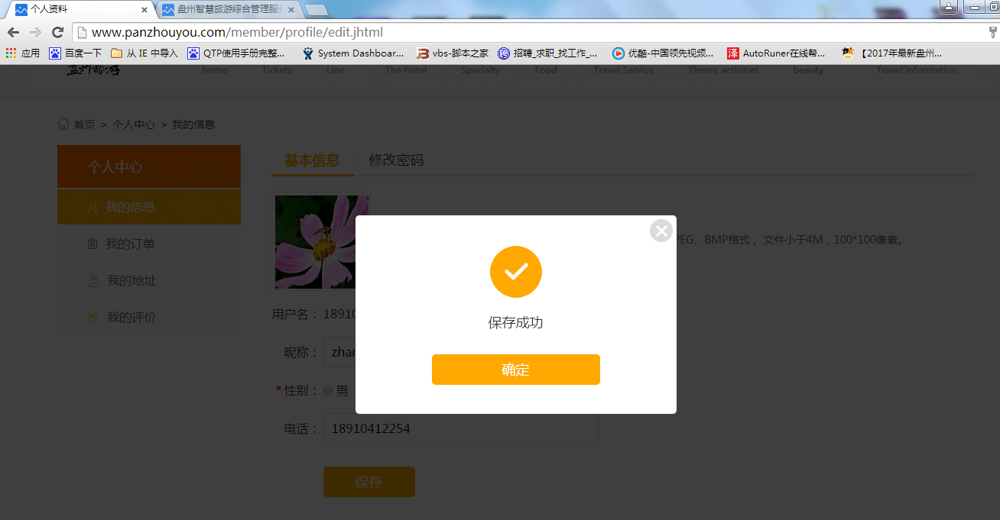 个人资料
盘州智慧旅游综合管理服务
www.panzhouyou.com/member/profile/edit.jhtml
应用 百度一下 从 IE 中导入 QTP使用手册完整... System Dashboar... vbs-脚本之家 招聘_求职_找工作_... 优酷-中国领先视频... AutoRuner在线帮... 【2017年最新盘州...
盘州旅游 home Tickets Line The hotel Specialty Food Travel Service Theme activities beauty Travel information
首页 > 个人中心 > 我的信息
个人中心
我的信息
我的订单
我的地址
我的评价
基本信息 修改密码
PEG、BMP格式，文件小于4M，100*100像素。
用户名： 18910
昵称： zhan
*性别： 男
电话： 18910412254
保存
保存成功
确定